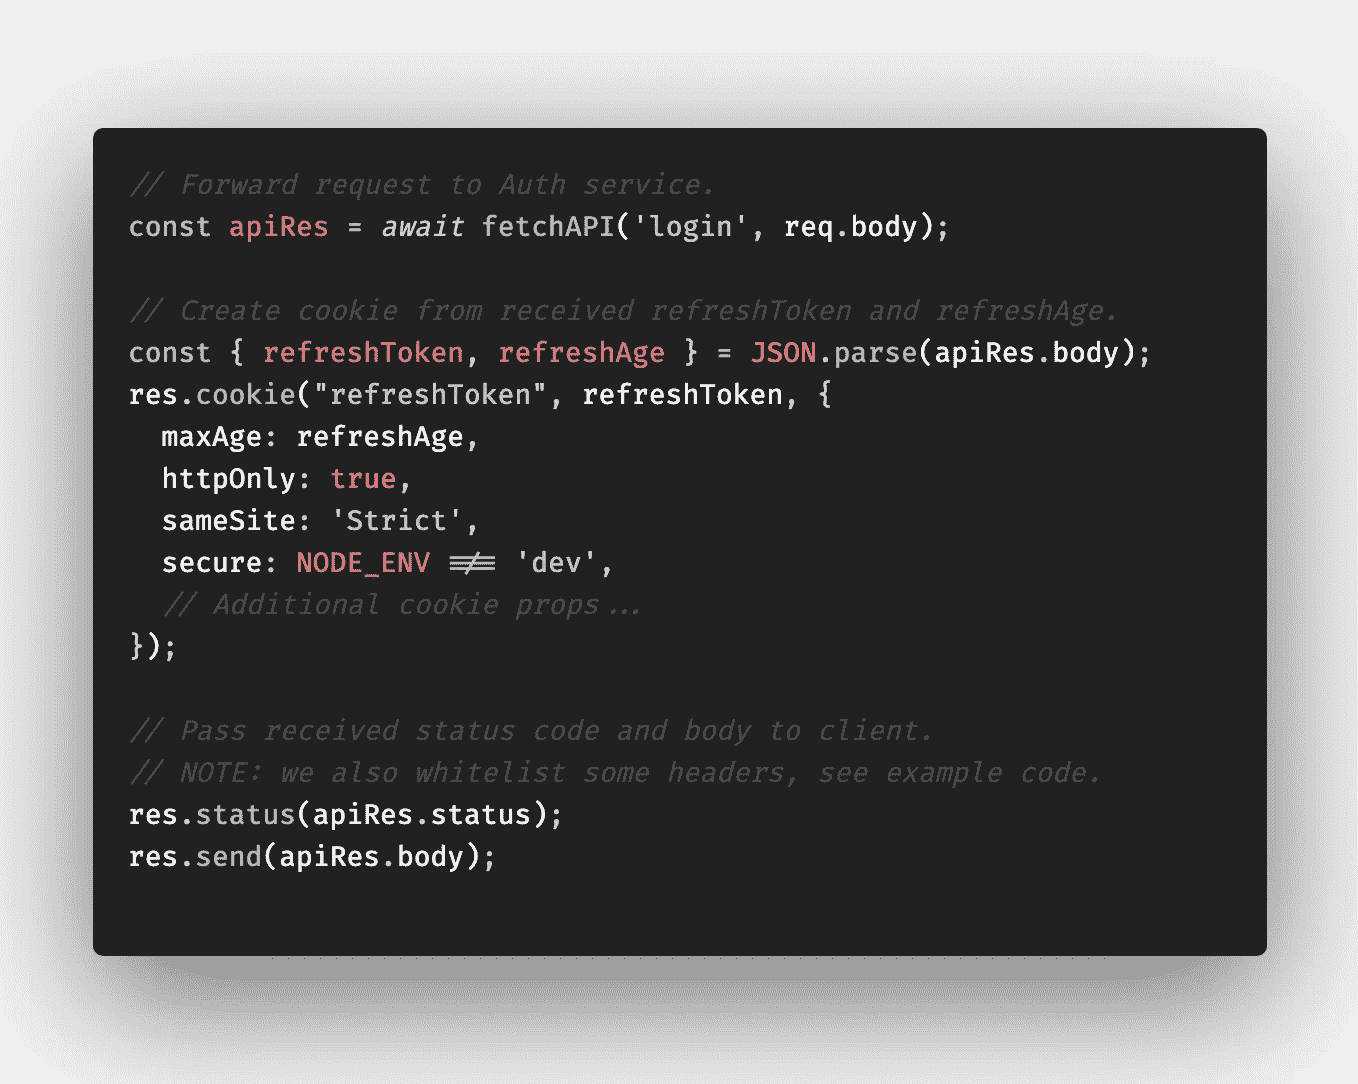 // Forward request to Auth service.
const apiRes = await fetchAPI('login', req.body);
// Create cookie from received refreshToken and refreshAge.
const { refreshToken, refreshAge } = JSON.parse(apiRes.body);
res.cookie("refreshToken", refreshToken, {
  maxAge: refreshAge,
  httpOnly: true,
  sameSite: 'Strict',
  secure: NODE_ENV !== 'dev',
  // Additional cookie props...
});
// Pass received status code and body to client.
// NOTE: we also whitelist some headers, see example code.
res.status(apiRes.status);
res.send(apiRes.body);